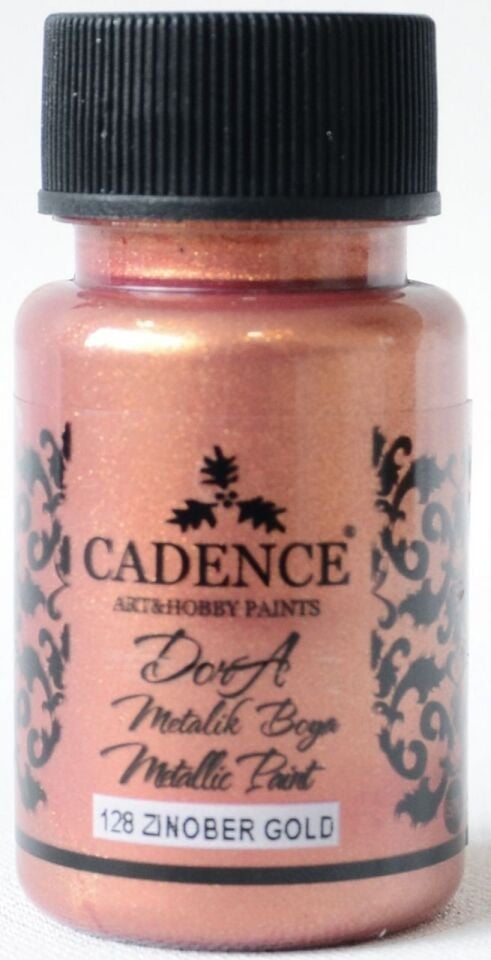 CADENCE®
ART&HOBBY PAINTS
DorA
Metalik Boya
Metallic Paint
128 ZINOBER GOLD